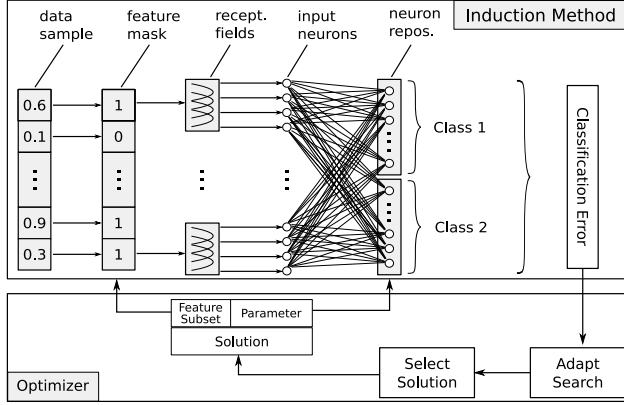 Induction Method
data
sample
feature
mask
recept.
fields
input
neurons
neuron
repos.
0.6
0.1
0.9
0.3
1
0
1
1
Class 1
Class 2
Classification Error
Feature
Subset
Parameter
Solution
Select
Solution
Adapt
Search
Optimizer